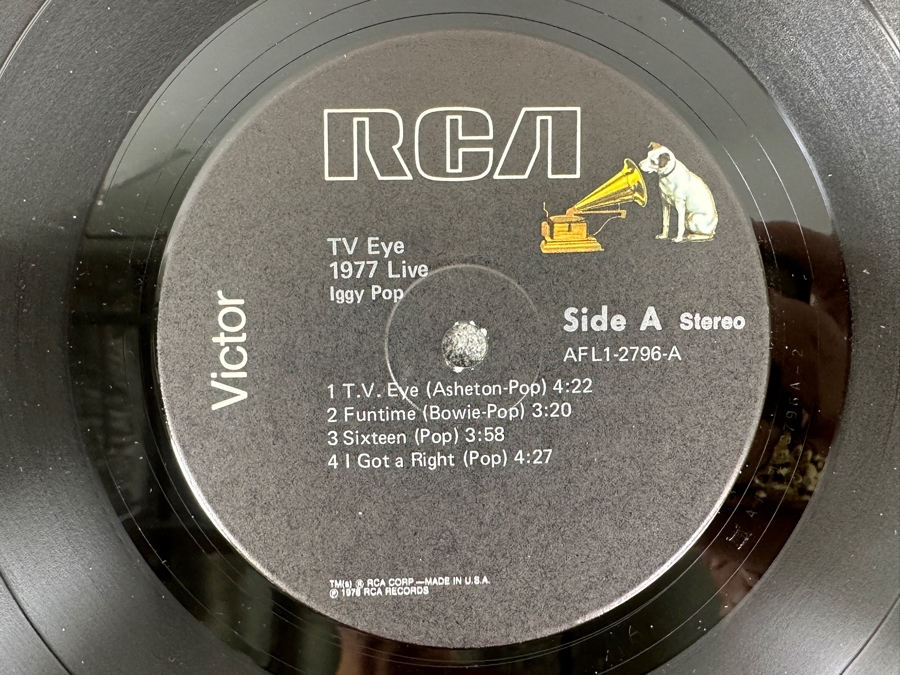 RCA
TV Eye
1977 Live
Iggy Pop
Victor
Side A Stereo
AFL1-2796-A
1 T.V. Eye (Asheton-Pop) 4:22
2 Funtime (Bowie-Pop) 3:20
3 Sixteen (Pop) 3:58
4 I Got a Right (Pop) 4:27
TM(s) ® RCA CORP.—MADE IN U.S.A.
℗ 1978 RCA RECORDS